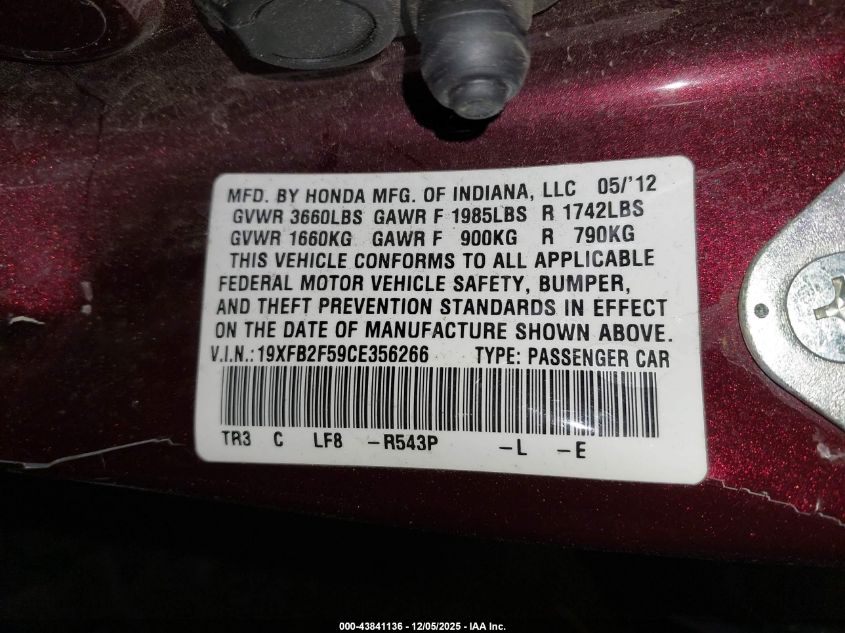 MFD. BY HONDA MFG. OF INDIANA, LLC 05/'12
GVWR 3660LBS GAWR F 1985LBS R 1742LBS
GVWR 1660KG GAWR F 900KG R 790KG
THIS VEHICLE CONFORMS TO ALL APPLICABLE
FEDERAL MOTOR VEHICLE SAFETY, BUMPER,
AND THEFT PREVENTION STANDARDS IN EFFECT
ON THE DATE OF MANUFACTURE SHOWN ABOVE.
V.I.N.:19XFB2F59CE356266 TYPE: PASSENGER CAR
TR3 C LF8 –R543P –L –E
000-43841136 - 12/05/2025 - IAA Inc.